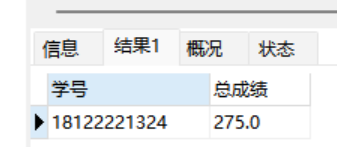 信息 结果1 概况 状态
学号 总成绩
18122221324 275.0